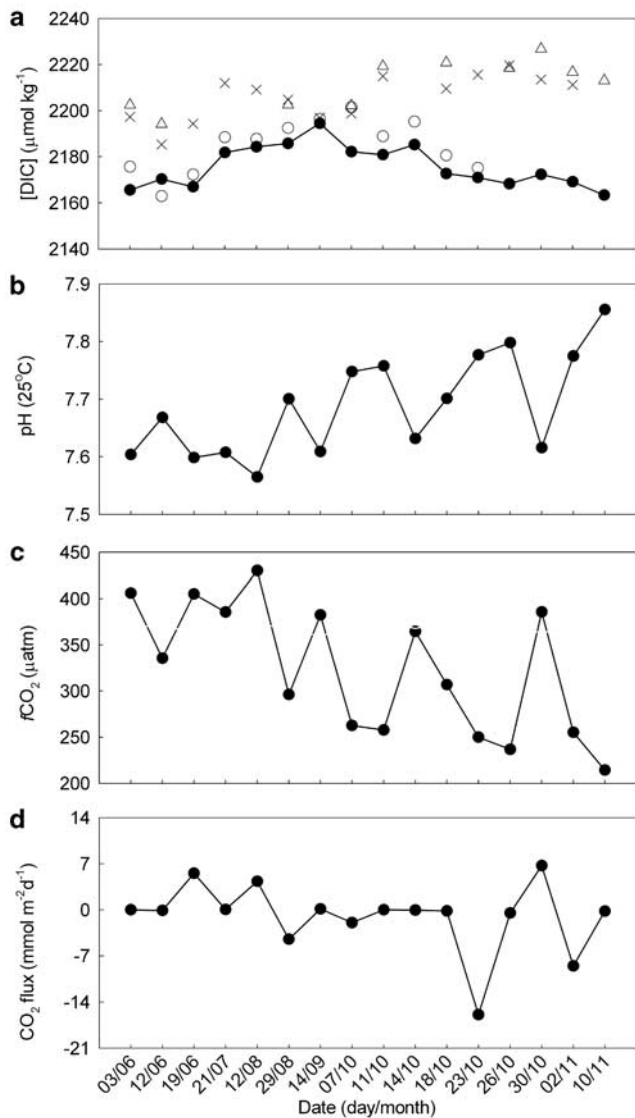 a
2240
2220
2200
2180
2160
2140
[DIC] (μmol kg⁻¹)
b
7.9
7.8
7.7
7.6
7.5
pH (25°C)
c
450
400
350
300
250
200
fCO₂ (μatm)
d
14
7
0
-7
-14
-21
CO₂ flux (mmol m⁻²d⁻¹)
03/06 12/06 19/06 21/07 12/08 29/08 14/09 07/10 11/10 14/10 18/10 23/10 26/10 30/10 02/11 10/11
Date (day/month)